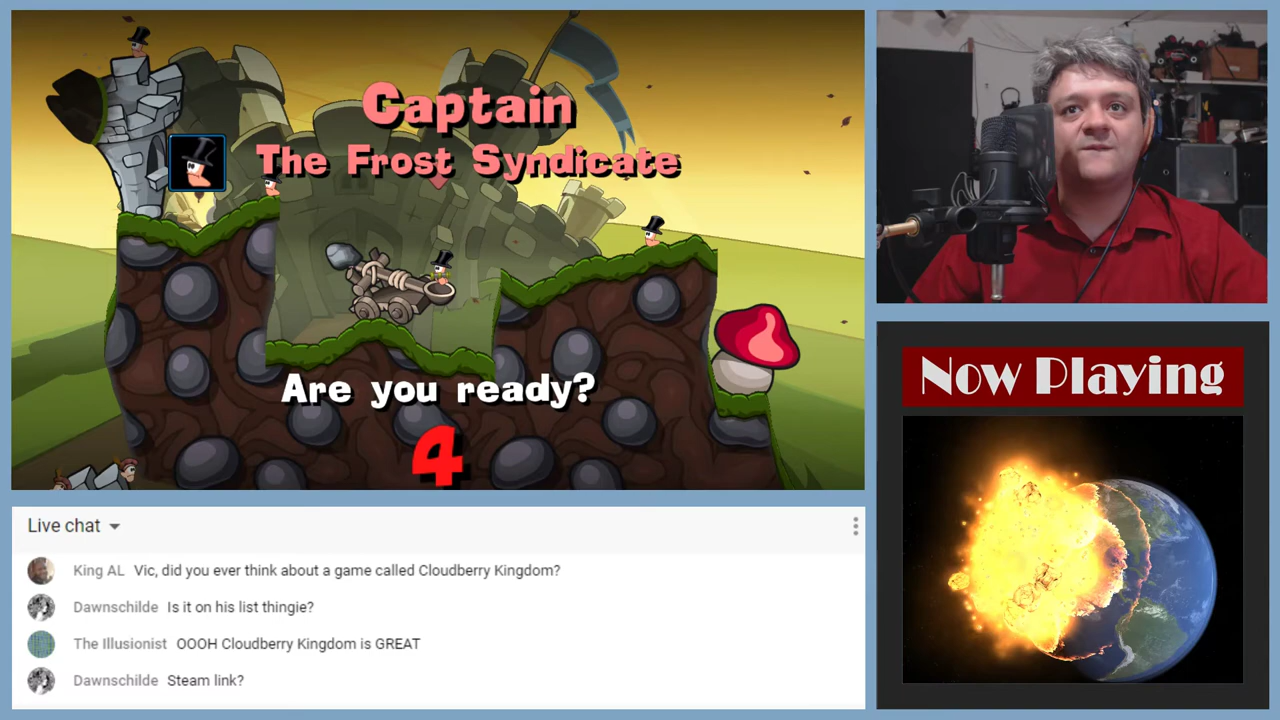 Captain
The Frost Syndicate
Are you ready?
4
Now Playing
Live chat
King AL Vic, did you ever think about a game called Cloudberry Kingdom?
Dawnschilde Is it on his list thingie?
The Illusionist OOOH Cloudberry Kingdom is GREAT
Dawnschilde Steam link?